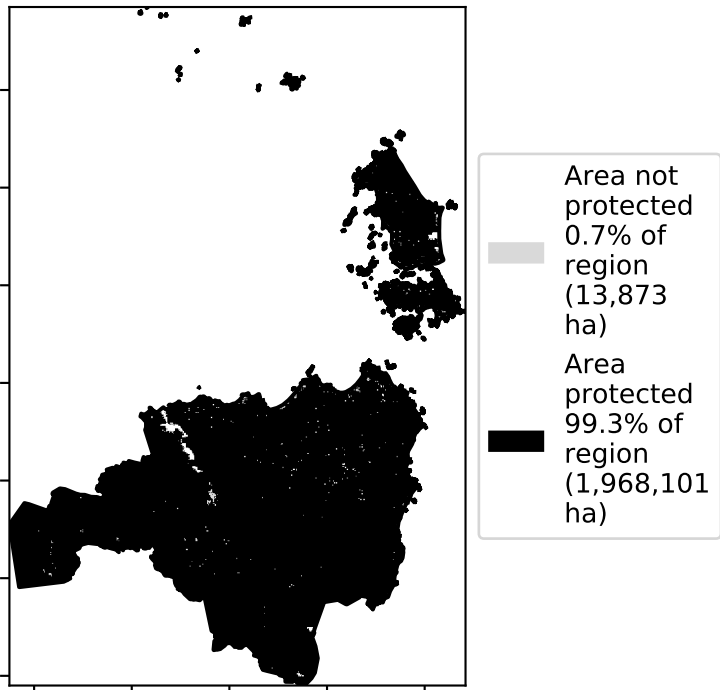 Area not
protected
0.7% of
region
(13,873
ha)
Area
protected
99.3% of
region
(1,968,101
ha)